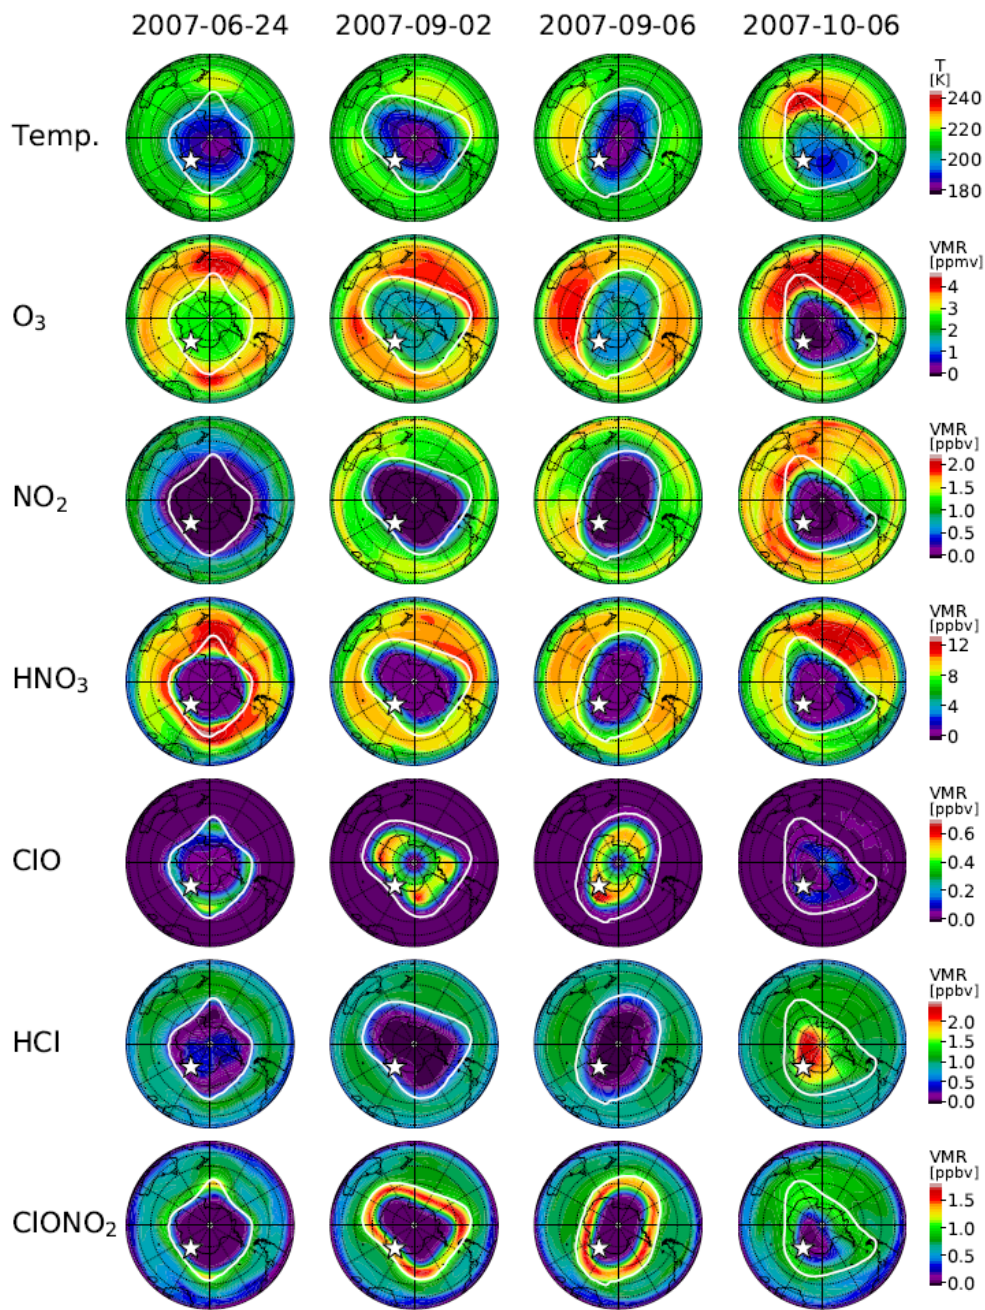 2007-06-24 2007-09-02 2007-09-06 2007-10-06
Temp.
T
[K]
240
220
200
180
O₃
VMR
[ppmv]
4
3
2
1
0
NO₂
VMR
[ppbv]
2.0
1.5
1.0
0.5
0.0
HNO₃
VMR
[ppbv]
12
8
4
0
ClO
VMR
[ppbv]
0.6
0.4
0.2
0.0
HCl
VMR
[ppbv]
2.0
1.5
1.0
0.5
0.0
ClONO₂
VMR
[ppbv]
1.5
1.0
0.5
0.0